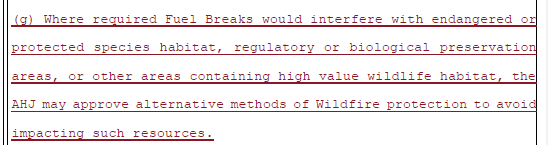 (g) Where required Fuel Breaks would interfere with endangered or
protected species habitat, regulatory or biological preservation
areas, or other areas containing high value wildlife habitat, the
AHJ may approve alternative methods of Wildfire protection to avoid
impacting such resources.